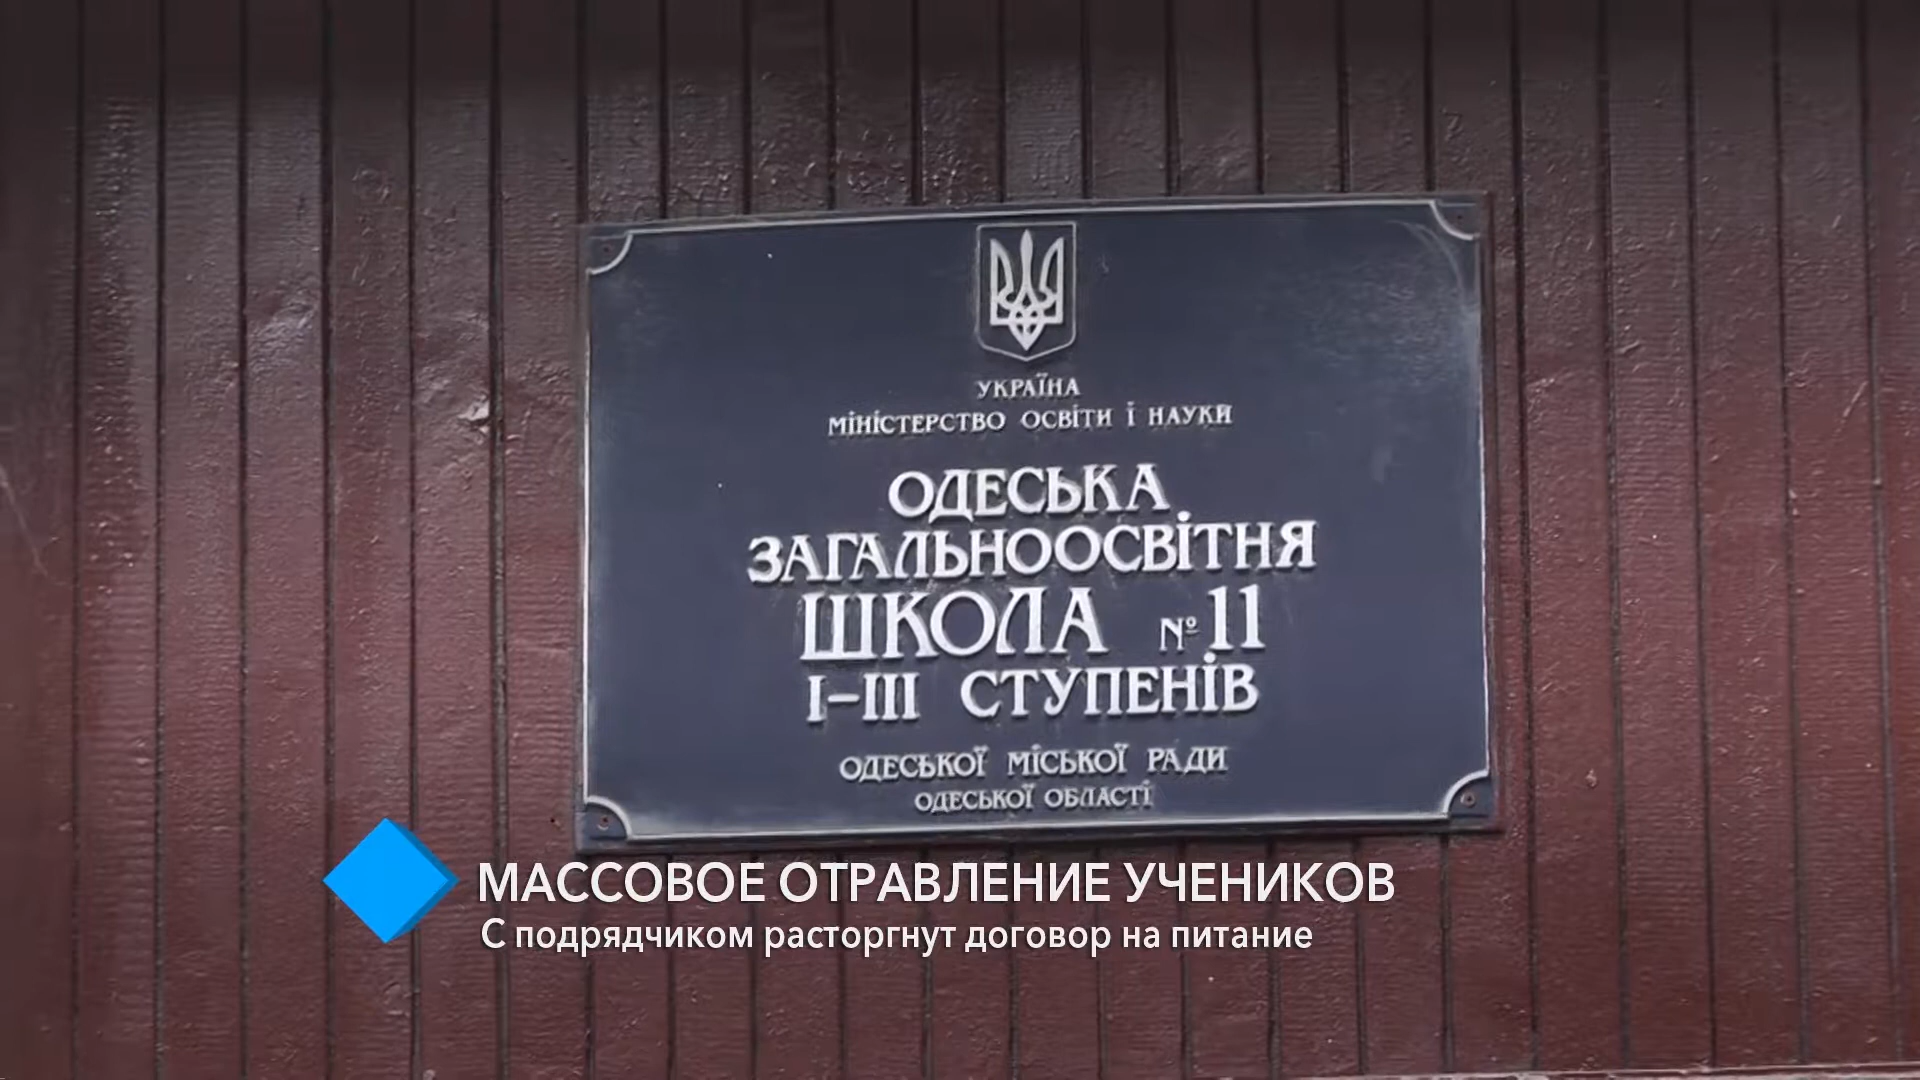 УКРАЇНА
МІНІСТЕРСТВО ОСВІТИ І НАУКИ
ОДЕСЬКА
ЗАГАЛЬНООСВІТНЯ
ШКОЛА №11
І–ІІІ СТУПЕНІВ
ОДЕСЬКОЇ МІСЬКОЇ РАДИ
ОДЕСЬКОЇ ОБЛАСТІ
МАССОВОЕ ОТРАВЛЕНИЕ УЧЕНИКОВ
С подрядчиком расторгнут договор на питание